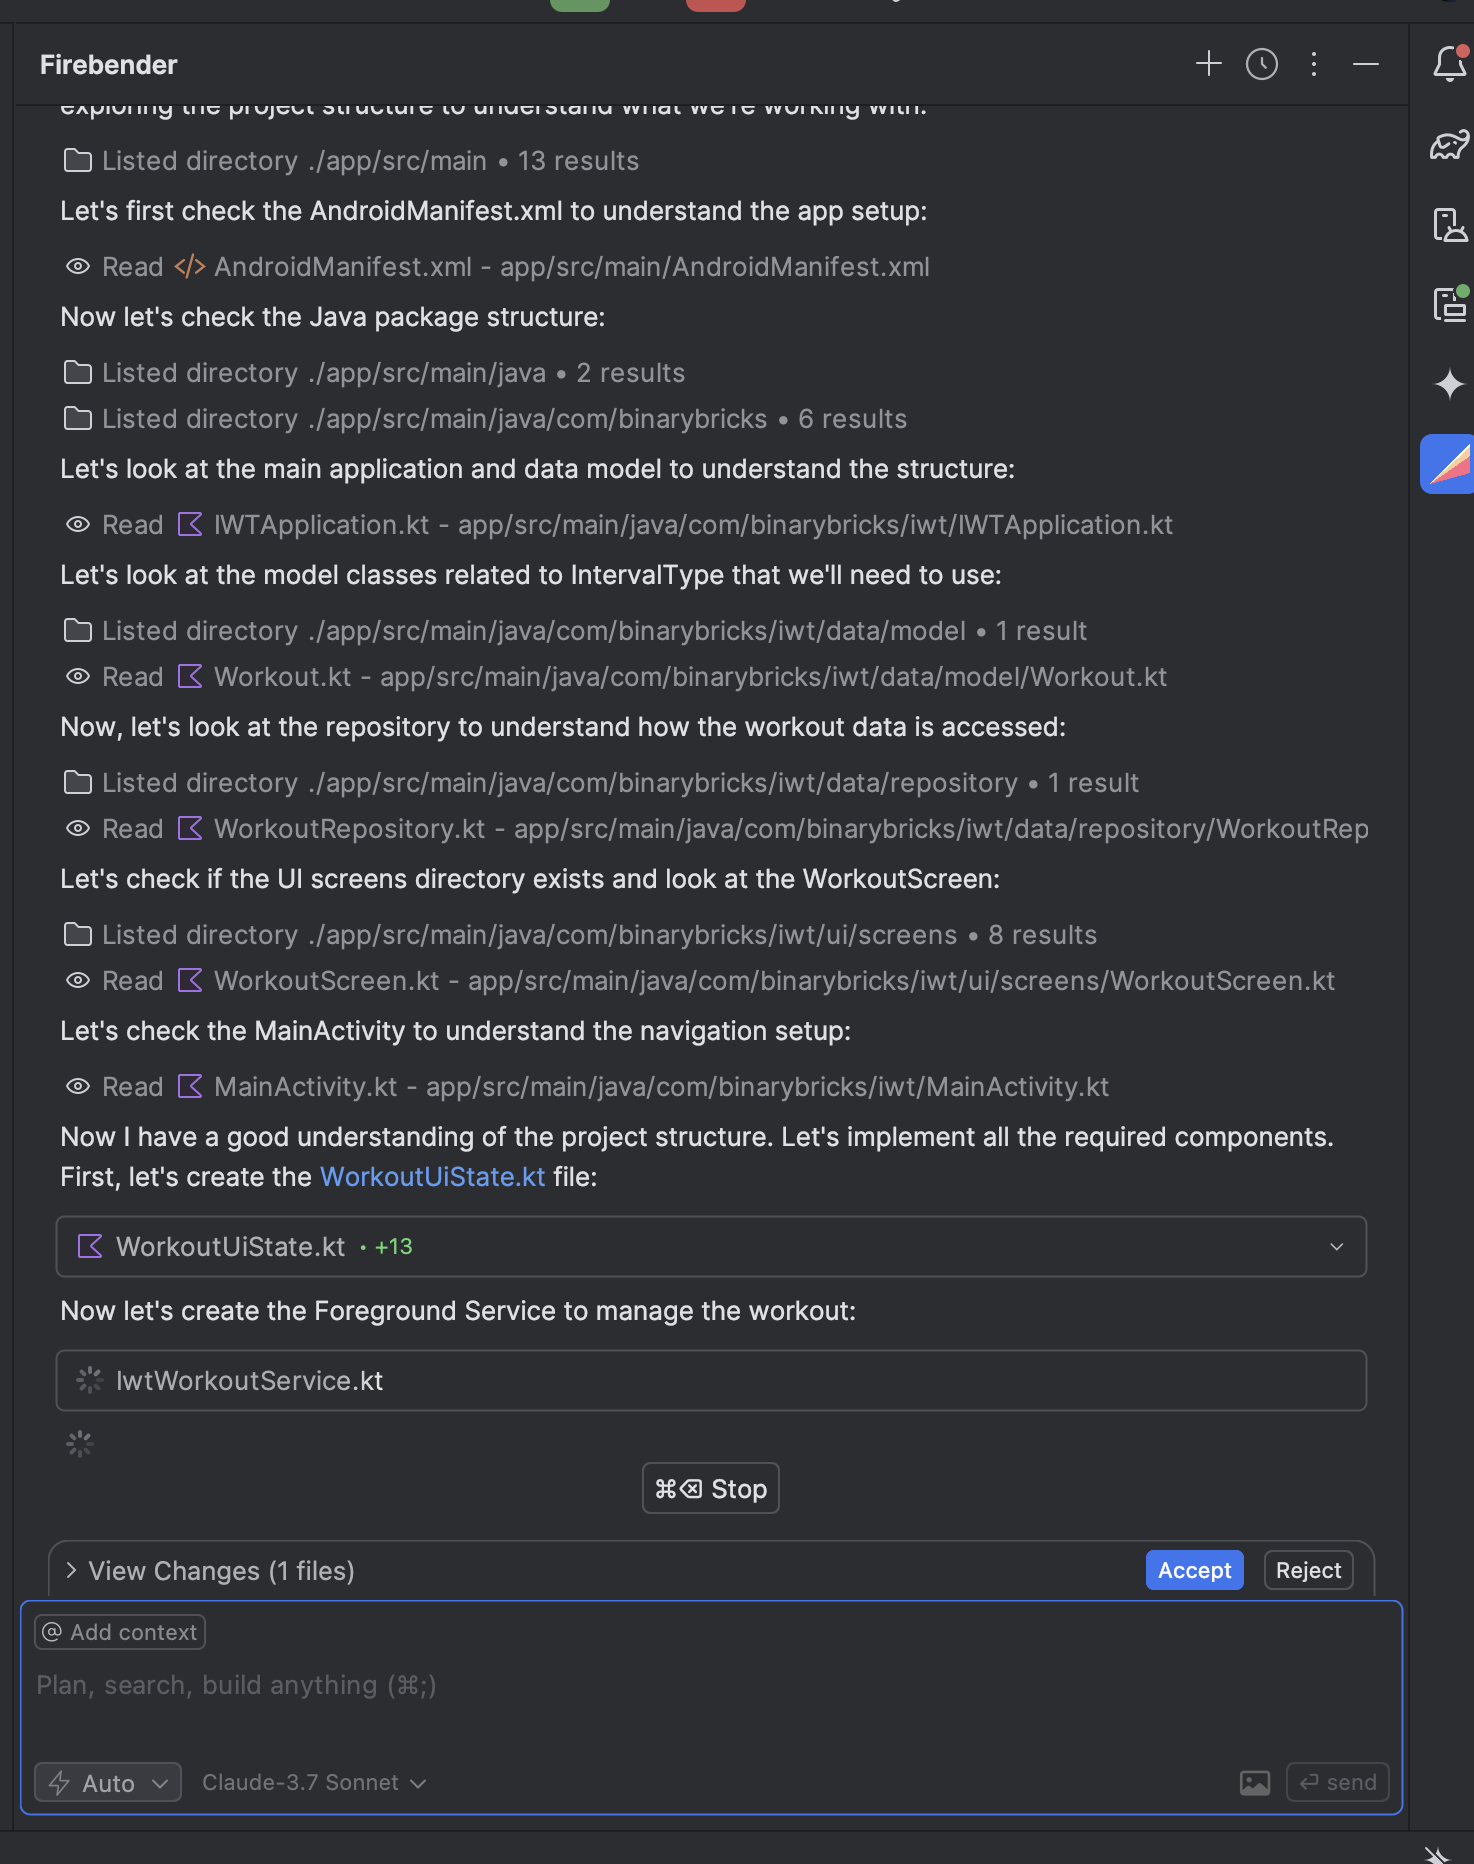 Firebender
exploring the project structure to understand what we're working with:
Listed directory ./app/src/main • 13 results
Let's first check the AndroidManifest.xml to understand the app setup:
Read </> AndroidManifest.xml - app/src/main/AndroidManifest.xml
Now let's check the Java package structure:
Listed directory ./app/src/main/java • 2 results
Listed directory ./app/src/main/java/com/binarybricks • 6 results
Let's look at the main application and data model to understand the structure:
Read IWTApplication.kt - app/src/main/java/com/binarybricks/iwt/IWTApplication.kt
Let's look at the model classes related to IntervalType that we'll need to use:
Listed directory ./app/src/main/java/com/binarybricks/iwt/data/model • 1 result
Read Workout.kt - app/src/main/java/com/binarybricks/iwt/data/model/Workout.kt
Now, let's look at the repository to understand how the workout data is accessed:
Listed directory ./app/src/main/java/com/binarybricks/iwt/data/repository • 1 result
Read WorkoutRepository.kt - app/src/main/java/com/binarybricks/iwt/data/repository/WorkoutRep
Let's check if the UI screens directory exists and look at the WorkoutScreen:
Listed directory ./app/src/main/java/com/binarybricks/iwt/ui/screens • 8 results
Read WorkoutScreen.kt - app/src/main/java/com/binarybricks/iwt/ui/screens/WorkoutScreen.kt
Let's check the MainActivity to understand the navigation setup:
Read MainActivity.kt - app/src/main/java/com/binarybricks/iwt/MainActivity.kt
Now I have a good understanding of the project structure. Let's implement all the required components.
First, let's create the WorkoutUiState.kt file:
WorkoutUiState.kt • +13
Now let's create the Foreground Service to manage the workout:
IwtWorkoutService.kt
⌘⌫ Stop
View Changes (1 files)
Accept
Reject
@ Add context
Plan, search, build anything (⌘;)
Auto
Claude-3.7 Sonnet
send